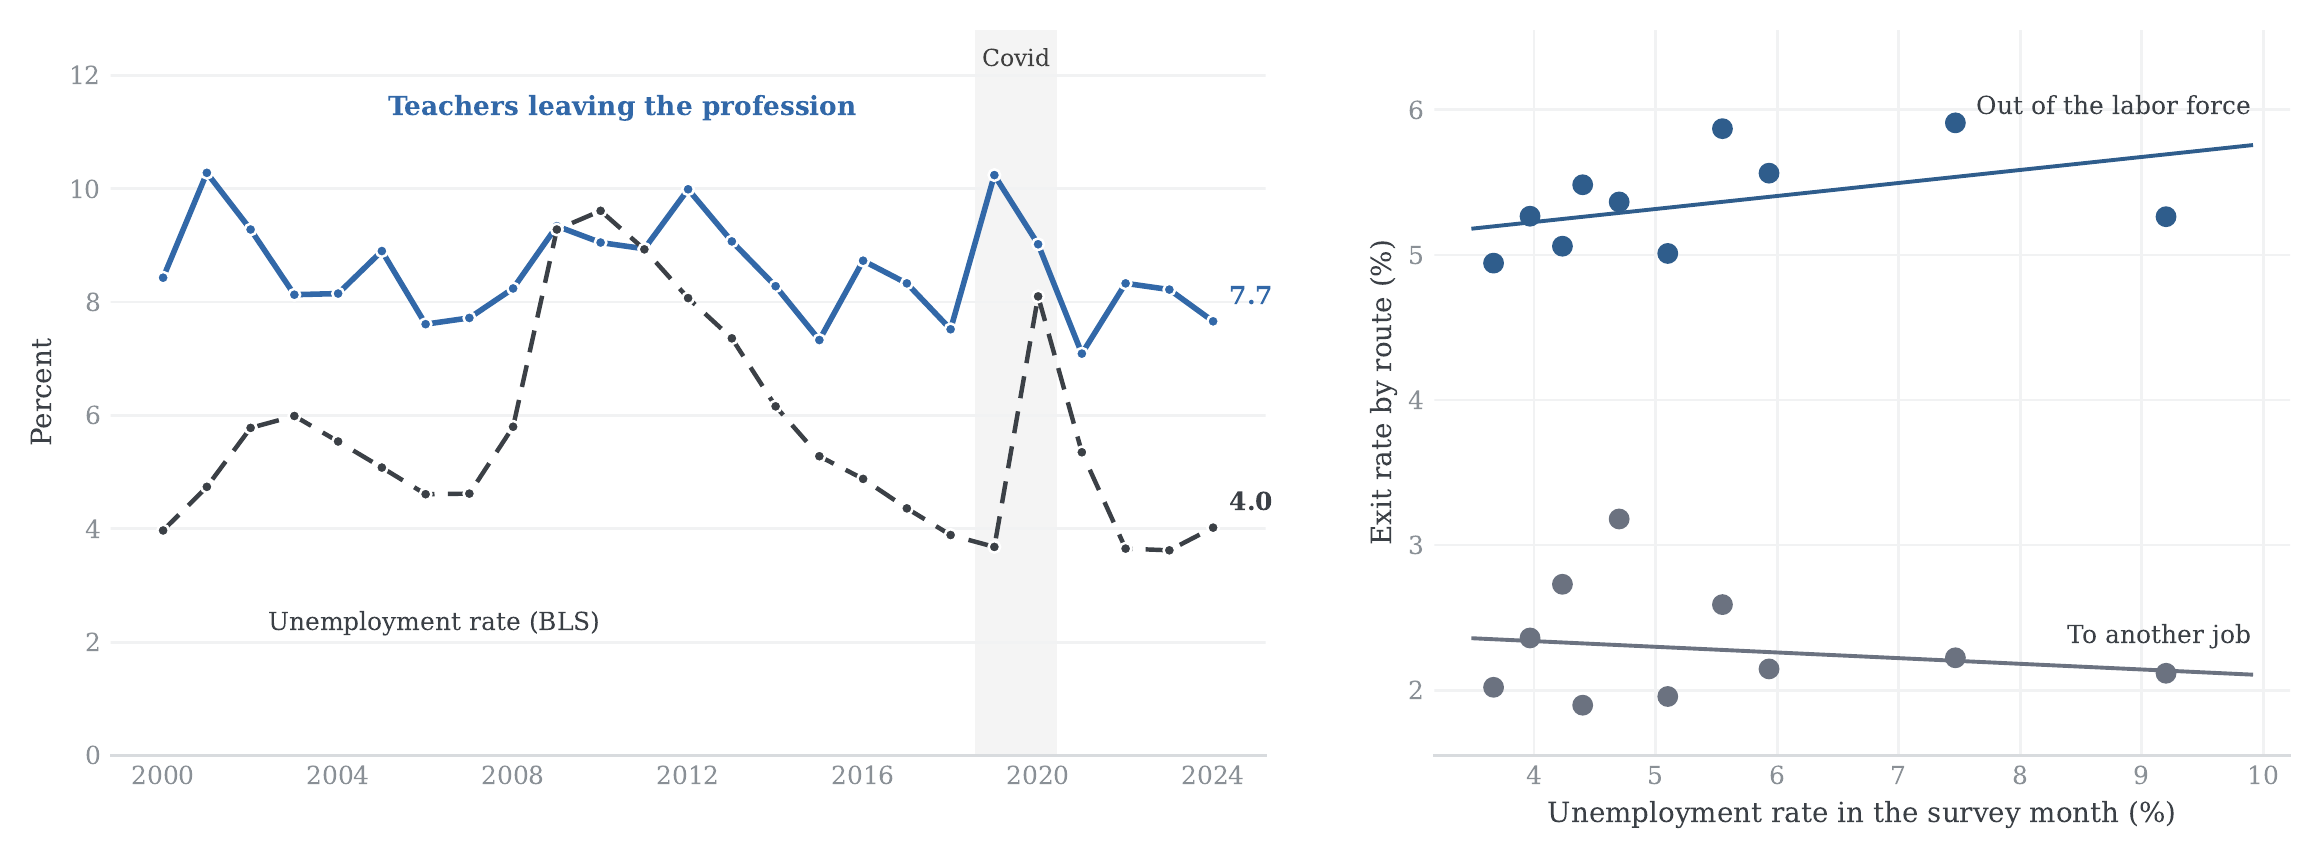 Covid
12
Teachers leaving the profession
10
8
7.7
Percent
6
4.0
4
Unemployment rate (BLS)
2
0
2000 2004 2008 2012 2016 2020 2024
Out of the labor force
6
5
Exit rate by route (%)
4
3
To another job
2
4 5 6 7 8 9 10
Unemployment rate in the survey month (%)